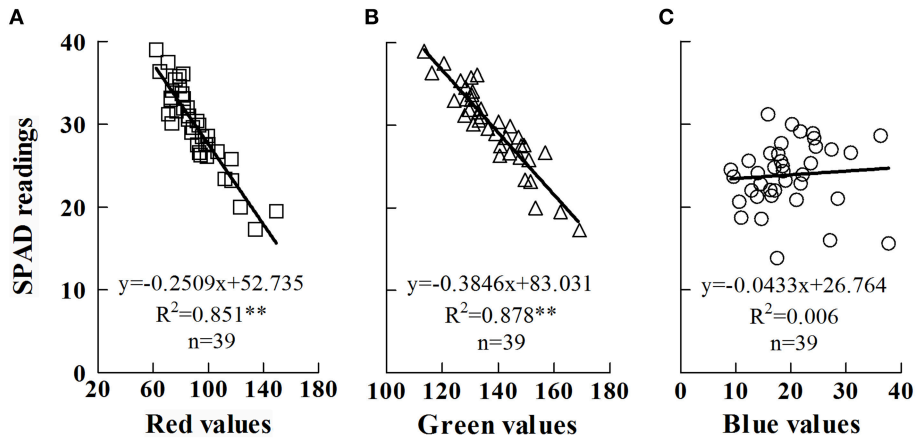 A
B
C
SPAD readings
40
30
20
10
0
y=-0.2509x+52.735
R²=0.851**
n=39
20 60 100 140 180
Red values
y=-0.3846x+83.031
R²=0.878**
n=39
100 120 140 160 180
Green values
y=-0.0433x+26.764
R²=0.006
n=39
0 10 20 30 40
Blue values